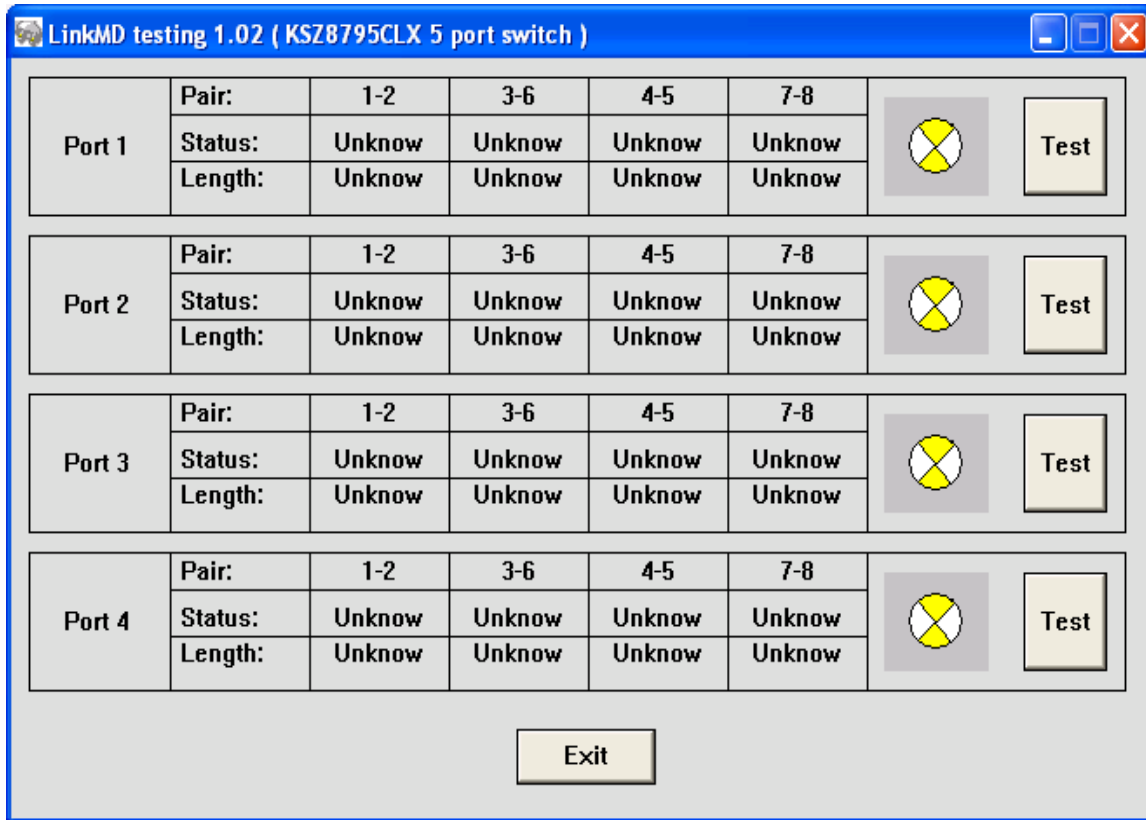 LinkMD testing 1.02 ( KSZ8795CLX 5 port switch )
Port 1
Pair: 1-2 3-6 4-5 7-8
Status: Unknow Unknow Unknow Unknow
Length: Unknow Unknow Unknow Unknow
Test
Port 2
Pair: 1-2 3-6 4-5 7-8
Status: Unknow Unknow Unknow Unknow
Length: Unknow Unknow Unknow Unknow
Test
Port 3
Pair: 1-2 3-6 4-5 7-8
Status: Unknow Unknow Unknow Unknow
Length: Unknow Unknow Unknow Unknow
Test
Port 4
Pair: 1-2 3-6 4-5 7-8
Status: Unknow Unknow Unknow Unknow
Length: Unknow Unknow Unknow Unknow
Test
Exit